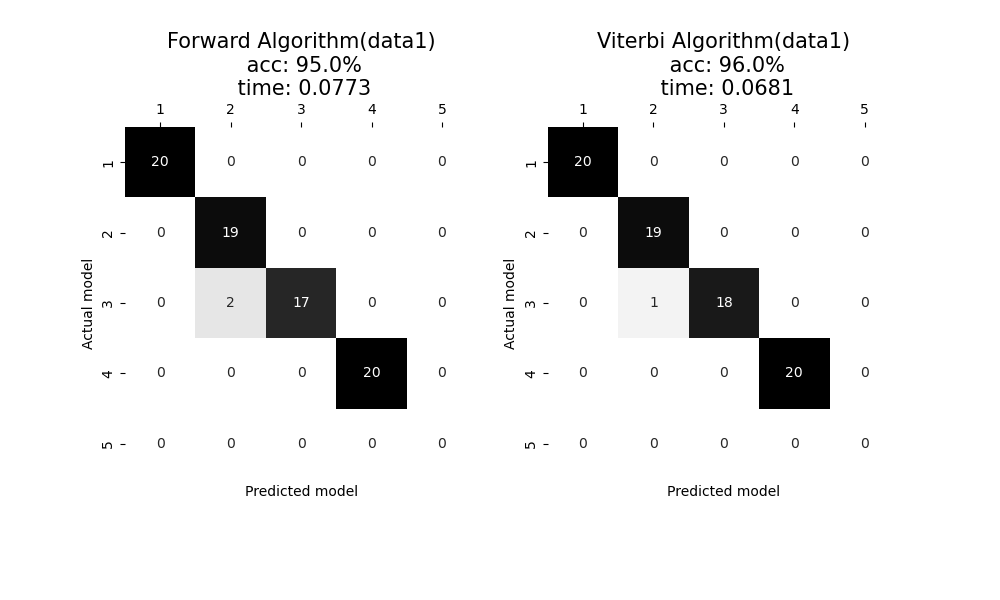 Forward Algorithm(data1)
acc: 95.0%
time: 0.0773
1 2 3 4 5
1 20 0 0 0 0
2 0 19 0 0 0
3 0 2 17 0 0
4 0 0 0 20 0
5 0 0 0 0 0
Actual model
Predicted model
Viterbi Algorithm(data1)
acc: 96.0%
time: 0.0681
1 2 3 4 5
1 20 0 0 0 0
2 0 19 0 0 0
3 0 1 18 0 0
4 0 0 0 20 0
5 0 0 0 0 0
Actual model
Predicted model